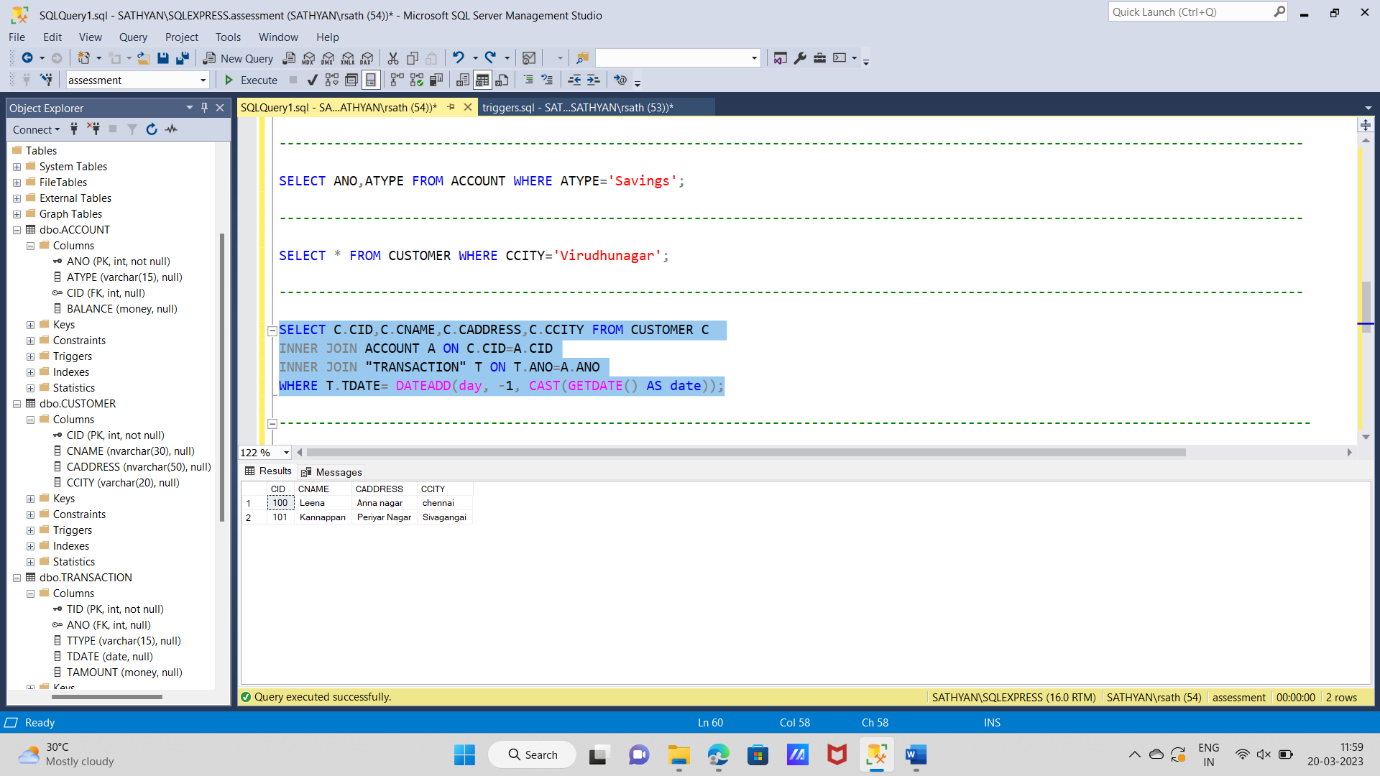 SQLQuery1.sql - SATHYAN\SQLEXPRESS.assessment (SATHYAN\rsath (54))* - Microsoft SQL Server Management Studio
Quick Launch (Ctrl+Q)
File Edit View Query Project Tools Window Help
New Query
assessment
Execute
Object Explorer
SQLQuery1.sql - SA...ATHYAN\rsath (54))*
triggers.sql - SAT...SATHYAN\rsath (53))*
Connect
Tables
System Tables
FileTables
External Tables
Graph Tables
dbo.ACCOUNT
Columns
ANO (PK, int, not null)
ATYPE (varchar(15), null)
CID (FK, int, null)
BALANCE (money, null)
Keys
Constraints
Triggers
Indexes
Statistics
dbo.CUSTOMER
Columns
CID (PK, int, not null)
CNAME (nvarchar(30), null)
CADDRESS (nvarchar(50), null)
CCITY (varchar(20), null)
Keys
Constraints
Triggers
Indexes
Statistics
dbo.TRANSACTION
Columns
TID (PK, int, not null)
ANO (FK, int, null)
TTYPE (varchar(15), null)
TDATE (date, null)
TAMOUNT (money, null)
Keys
SELECT ANO,ATYPE FROM ACCOUNT WHERE ATYPE='Savings';
SELECT * FROM CUSTOMER WHERE CCITY='Virudhunagar';
SELECT C.CID,C.CNAME,C.CADDRESS,C.CCITY FROM CUSTOMER C
INNER JOIN ACCOUNT A ON C.CID=A.CID
INNER JOIN "TRANSACTION" T ON T.ANO=A.ANO
WHERE T.TDATE= DATEADD(day, -1, CAST(GETDATE() AS date));
122 %
Results Messages
CID CNAME CADDRESS CCITY
1 100 Leena Anna nagar chennai
2 101 Kannappan Periyar Nagar Sivagangai
Query executed successfully.
SATHYAN\SQLEXPRESS (16.0 RTM) SATHYAN\rsath (54) assessment 00:00:00 2 rows
Ready
Ln 60 Col 58 Ch 58 INS
30°C
Mostly cloudy
Search
ENG
IN
11:59
20-03-2023